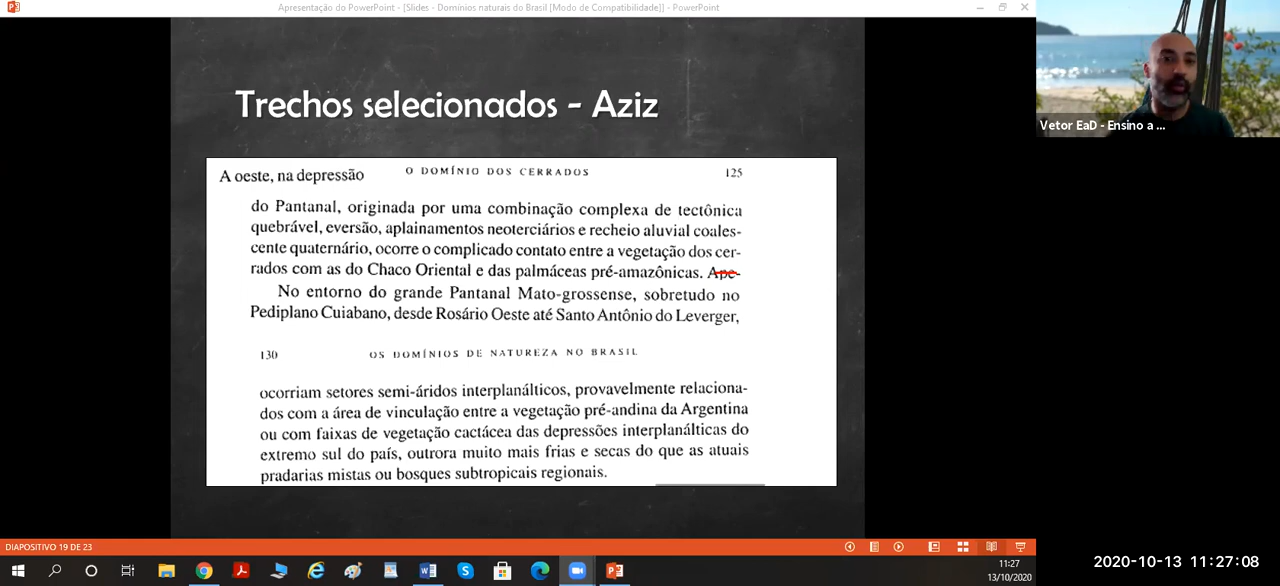 Apresentação do PowerPoint - [Slides - Domínios naturais do Brasil [Modo de Compatibilidade]] - PowerPoint
Trechos selecionados - Aziz
A oeste, na depressão
O DOMÍNIO DOS CERRADOS 125
do Pantanal, originada por uma combinação complexa de tectônica
quebrável, eversão, aplainamentos neoterciários e recheio aluvial coales-
cente quaternário, ocorre o complicado contato entre a vegetação dos cer-
rados com as do Chaco Oriental e das palmáceas pré-amazônicas. Ape-
No entorno do grande Pantanal Mato-grossense, sobretudo no
Pediplano Cuiabano, desde Rosário Oeste até Santo Antônio do Leverger,
130 OS DOMÍNIOS DE NATUREZA NO BRASIL
ocorriam setores semi-áridos interplanálticos, provavelmente relaciona-
dos com a área de vinculação entre a vegetação pré-andina da Argentina
ou com faixas de vegetação cactácea das depressões interplanálticas do
extremo sul do país, outrora muito mais frias e secas do que as atuais
pradarias mistas ou bosques subtropicais regionais.
Vetor EaD - Ensino a ...
DIAPOSITIVO 19 DE 23
11:27
13/10/2020
2020-10-13 11:27:08